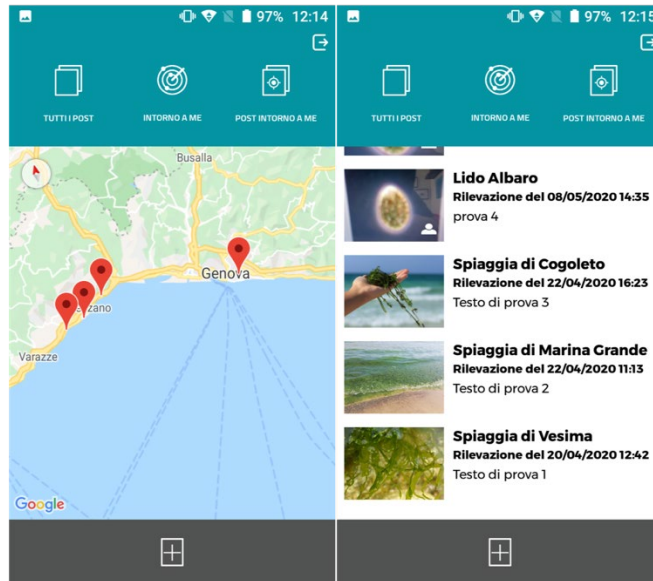 97% 12:14
TUTTI I POST
INTORNO A ME
POST INTORNO A ME
Busalla
Genova
Varazze
Google
97% 12:15
TUTTI I POST
INTORNO A ME
POST INTORNO A ME
Lido Albaro
Rilevazione del 08/05/2020 14:35
prova 4
Spiaggia di Cogoleto
Rilevazione del 22/04/2020 16:23
Testo di prova 3
Spiaggia di Marina Grande
Rilevazione del 22/04/2020 11:13
Testo di prova 2
Spiaggia di Vesima
Rilevazione del 20/04/2020 12:42
Testo di prova 1